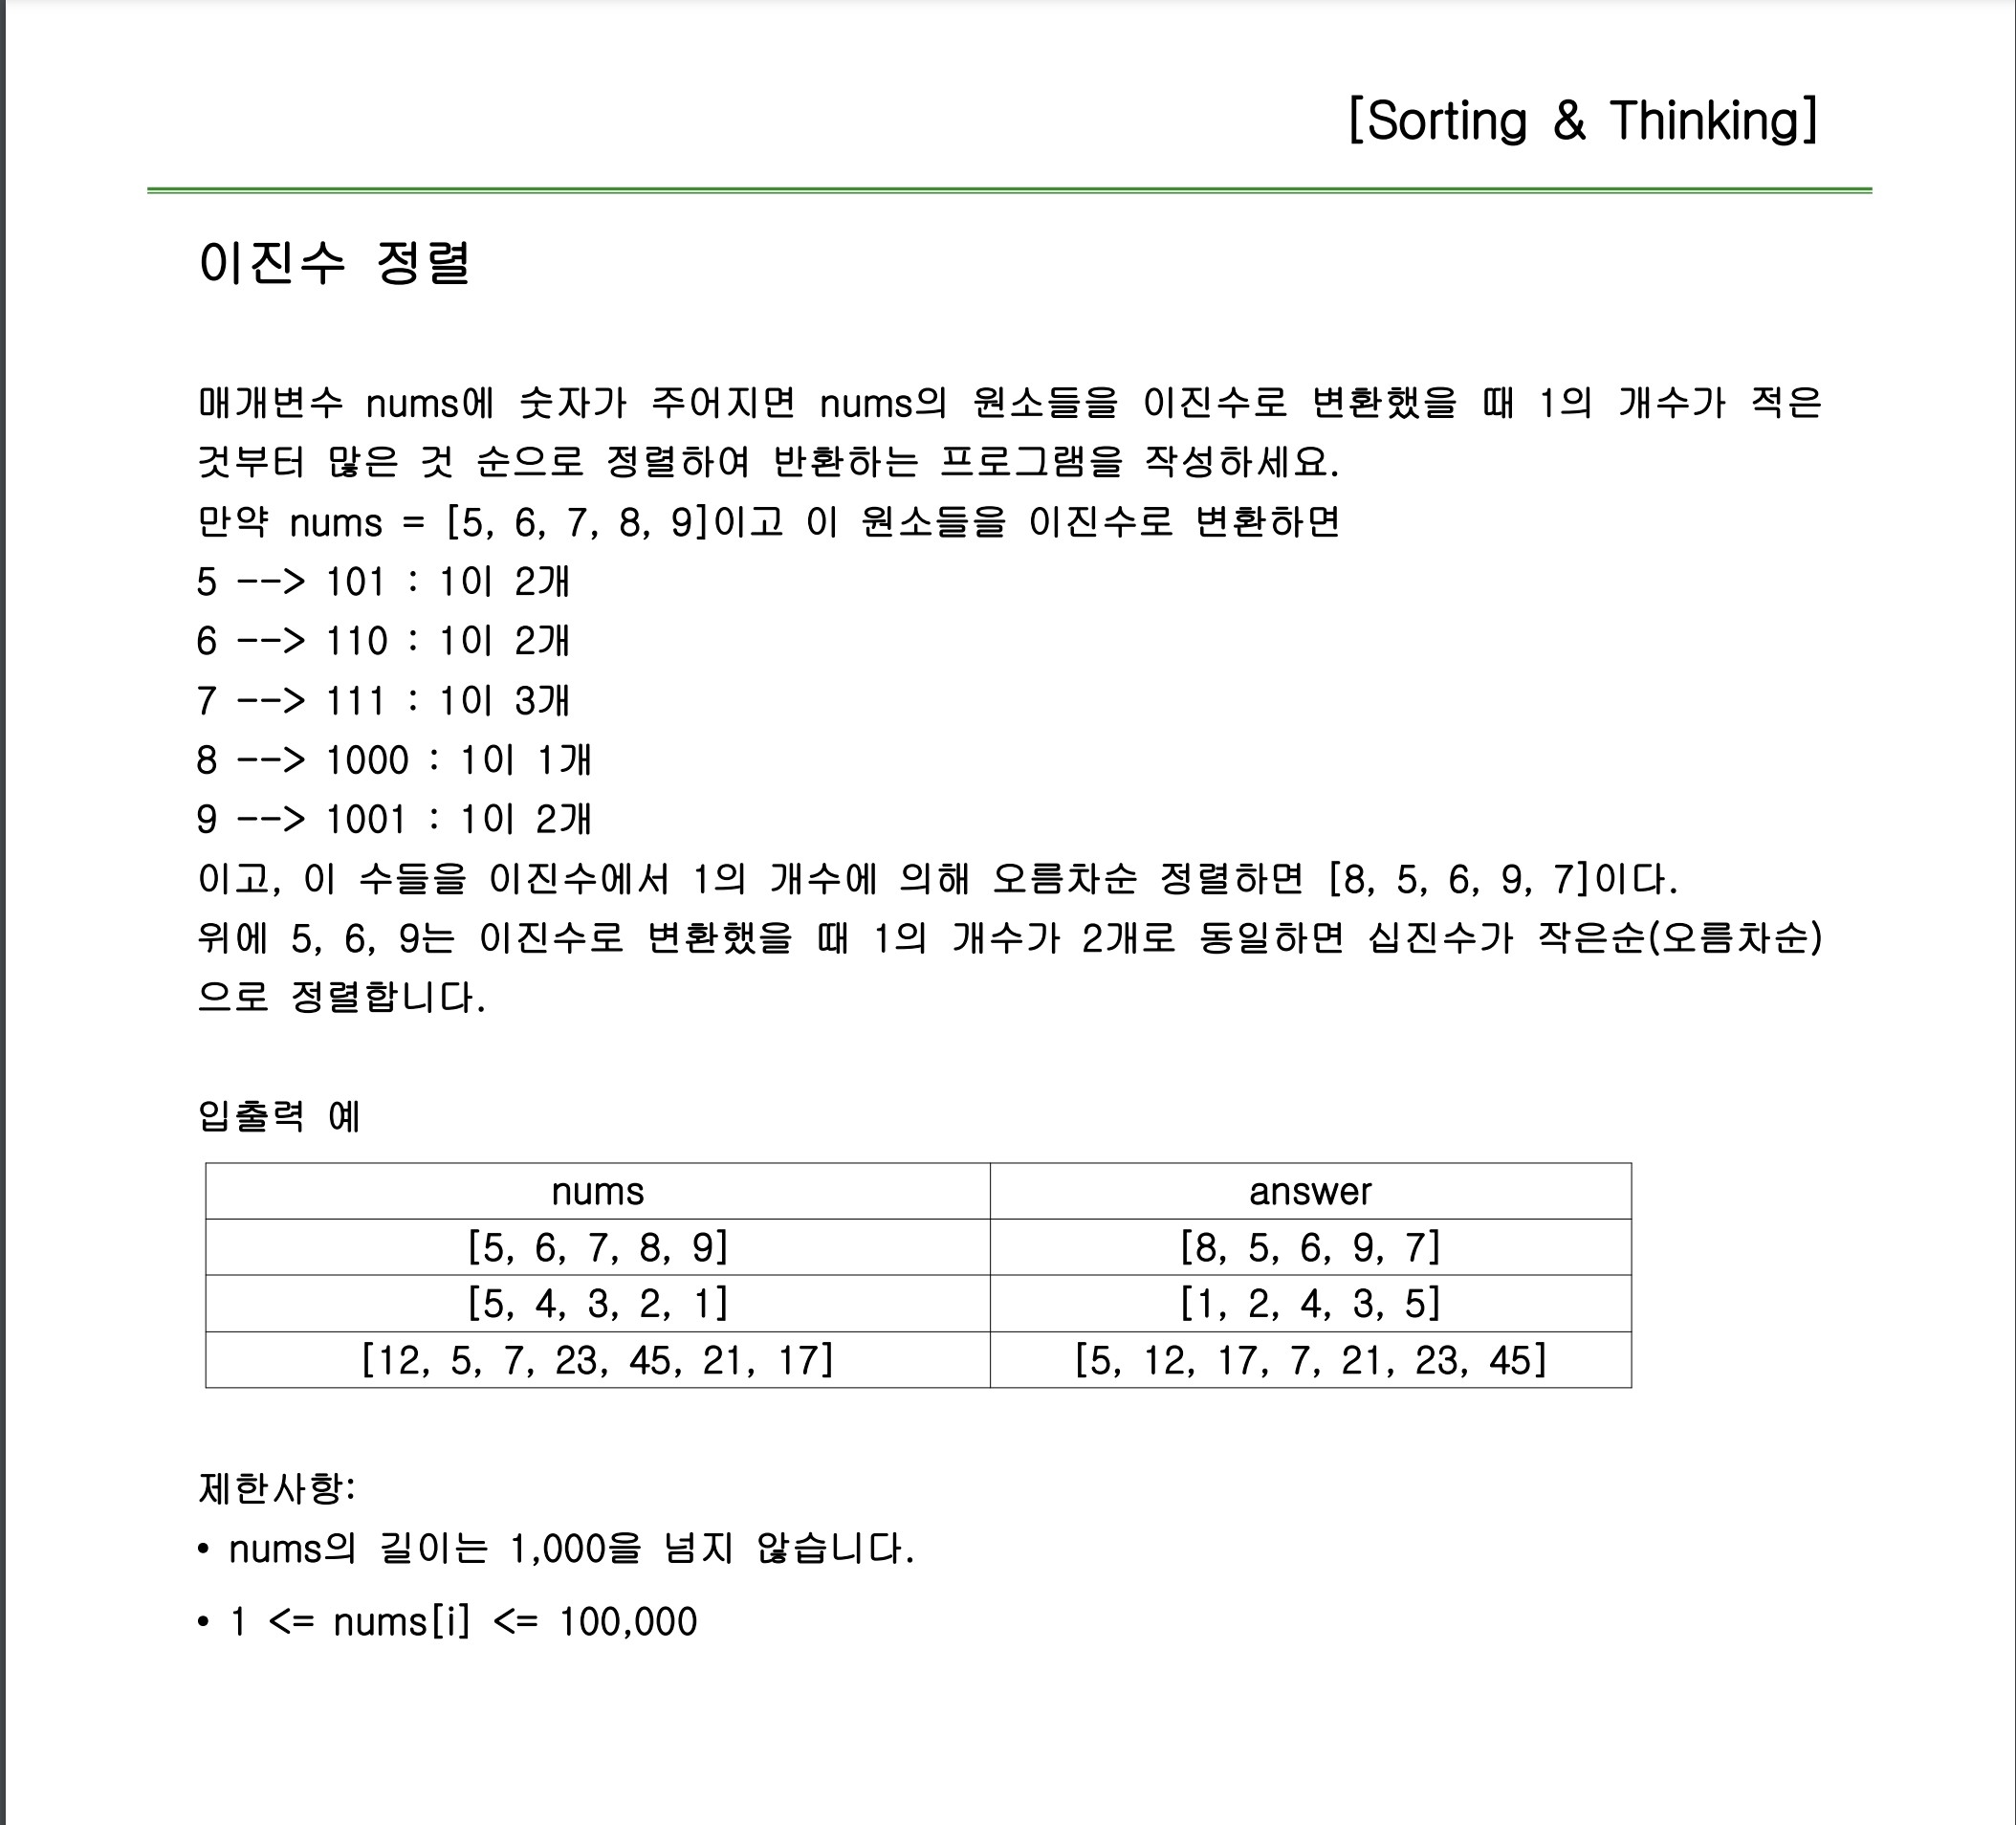 [Sorting & Thinking]
이진수 정렬
매개변수 nums에 숫자가 주어지면 nums의 원소들을 이진수로 변환했을 때 1의 개수가 적은
것부터 많은 것 순으로 정렬하여 반환하는 프로그램을 작성하세요.
만약 nums = [5, 6, 7, 8, 9]이고 이 원소들을 이진수로 변환하면
5 --> 101 : 1이 2개
6 --> 110 : 1이 2개
7 --> 111 : 1이 3개
8 --> 1000 : 1이 1개
9 --> 1001 : 1이 2개
이고, 이 수들을 이진수에서 1의 개수에 의해 오름차순 정렬하면 [8, 5, 6, 9, 7]이다.
위에 5, 6, 9는 이진수로 변환했을 때 1의 개수가 2개로 동일하면 십진수가 작은순(오름차순)
으로 정렬합니다.
입출력 예
nums answer
[5, 6, 7, 8, 9] [8, 5, 6, 9, 7]
[5, 4, 3, 2, 1] [1, 2, 4, 3, 5]
[12, 5, 7, 23, 45, 21, 17] [5, 12, 17, 7, 21, 23, 45]
제한사항:
• nums의 길이는 1,000을 넘지 않습니다.
• 1 <= nums[i] <= 100,000